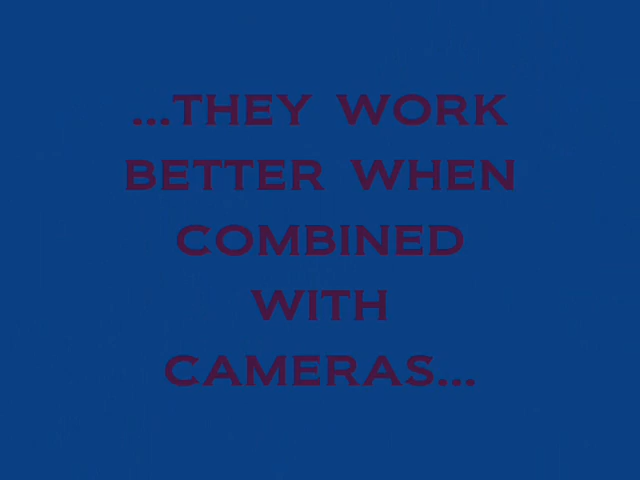 ...THEY WORK
BETTER WHEN
COMBINED
WITH
CAMERAS...